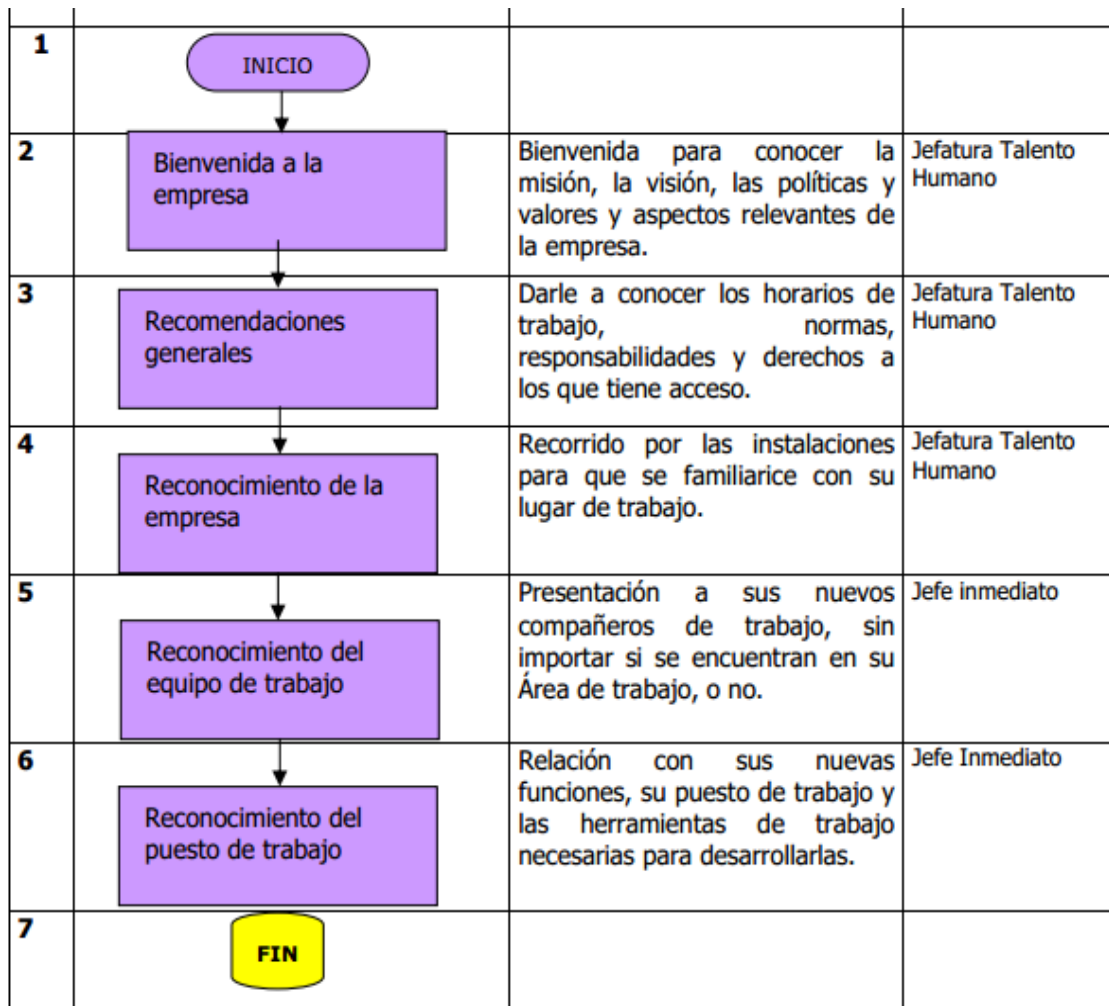 1
INICIO
2
Bienvenida a la
empresa
Bienvenida para conocer la
misión, la visión, las políticas y
valores y aspectos relevantes de
la empresa.
Jefatura Talento
Humano
3
Recomendaciones
generales
Darle a conocer los horarios de
trabajo, normas,
responsabilidades y derechos a
los que tiene acceso.
Jefatura Talento
Humano
4
Reconocimiento de la
empresa
Recorrido por las instalaciones
para que se familiarice con su
lugar de trabajo.
Jefatura Talento
Humano
5
Reconocimiento del
equipo de trabajo
Presentación a sus nuevos
compañeros de trabajo, sin
importar si se encuentran en su
Área de trabajo, o no.
Jefe inmediato
6
Reconocimiento del
puesto de trabajo
Relación con sus nuevas
funciones, su puesto de trabajo y
las herramientas de trabajo
necesarias para desarrollarlas.
Jefe Inmediato
7
FIN